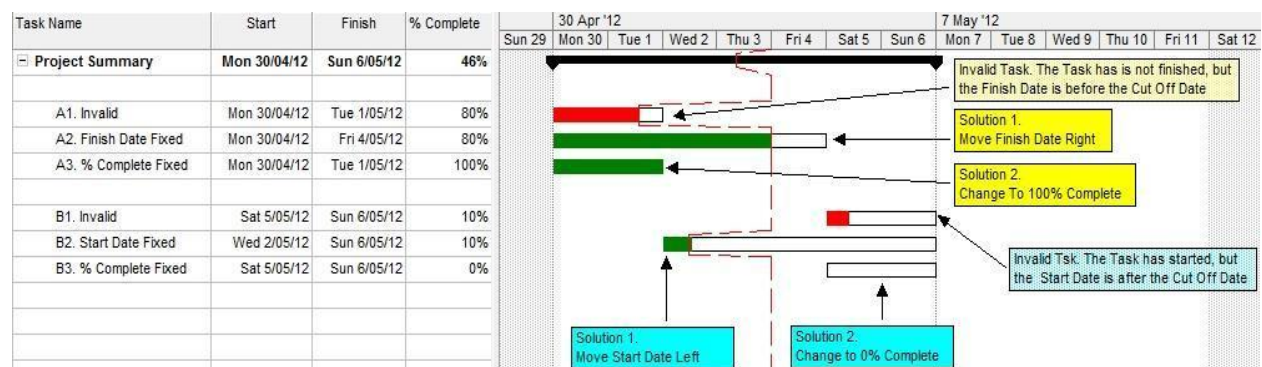 Task Name Start Finish % Complete 30 Apr '12 7 May '12
Sun 29 Mon 30 Tue 1 Wed 2 Thu 3 Fri 4 Sat 5 Sun 6 Mon 7 Tue 8 Wed 9 Thu 10 Fri 11 Sat 12
Project Summary Mon 30/04/12 Sun 6/05/12 46%
Invalid Task. The Task has is not finished, but
the Finish Date is before the Cut Off Date
A1. Invalid Mon 30/04/12 Tue 1/05/12 80%
Solution 1.
Move Finish Date Right
A2. Finish Date Fixed Mon 30/04/12 Fri 4/05/12 80%
A3. % Complete Fixed Mon 30/04/12 Tue 1/05/12 100%
Solution 2.
Change To 100% Complete
B1. Invalid Sat 5/05/12 Sun 6/05/12 10%
B2. Start Date Fixed Wed 2/05/12 Sun 6/05/12 10%
Invalid Tsk. The Task has started, but
the Start Date is after the Cut Off Date
B3. % Complete Fixed Sat 5/05/12 Sun 6/05/12 0%
Solution 1.
Move Start Date Left
Solution 2.
Change to 0% Complete